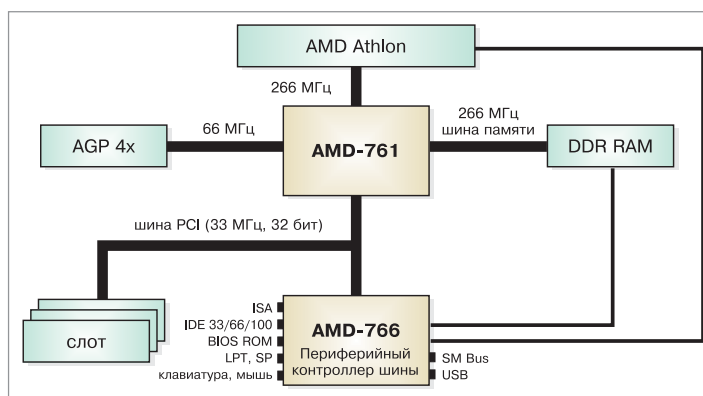 AMD Athlon
266 МГц
66 МГц
266 МГц
шина памяти
AGP 4x
AMD-761
DDR RAM
шина PCI (33 МГц, 32 бит)
слот
ISA
IDE 33/66/100
BIOS ROM
LPT, SP
клавиатура, мышь
AMD-766
Периферийный
контроллер шины
SM Bus
USB